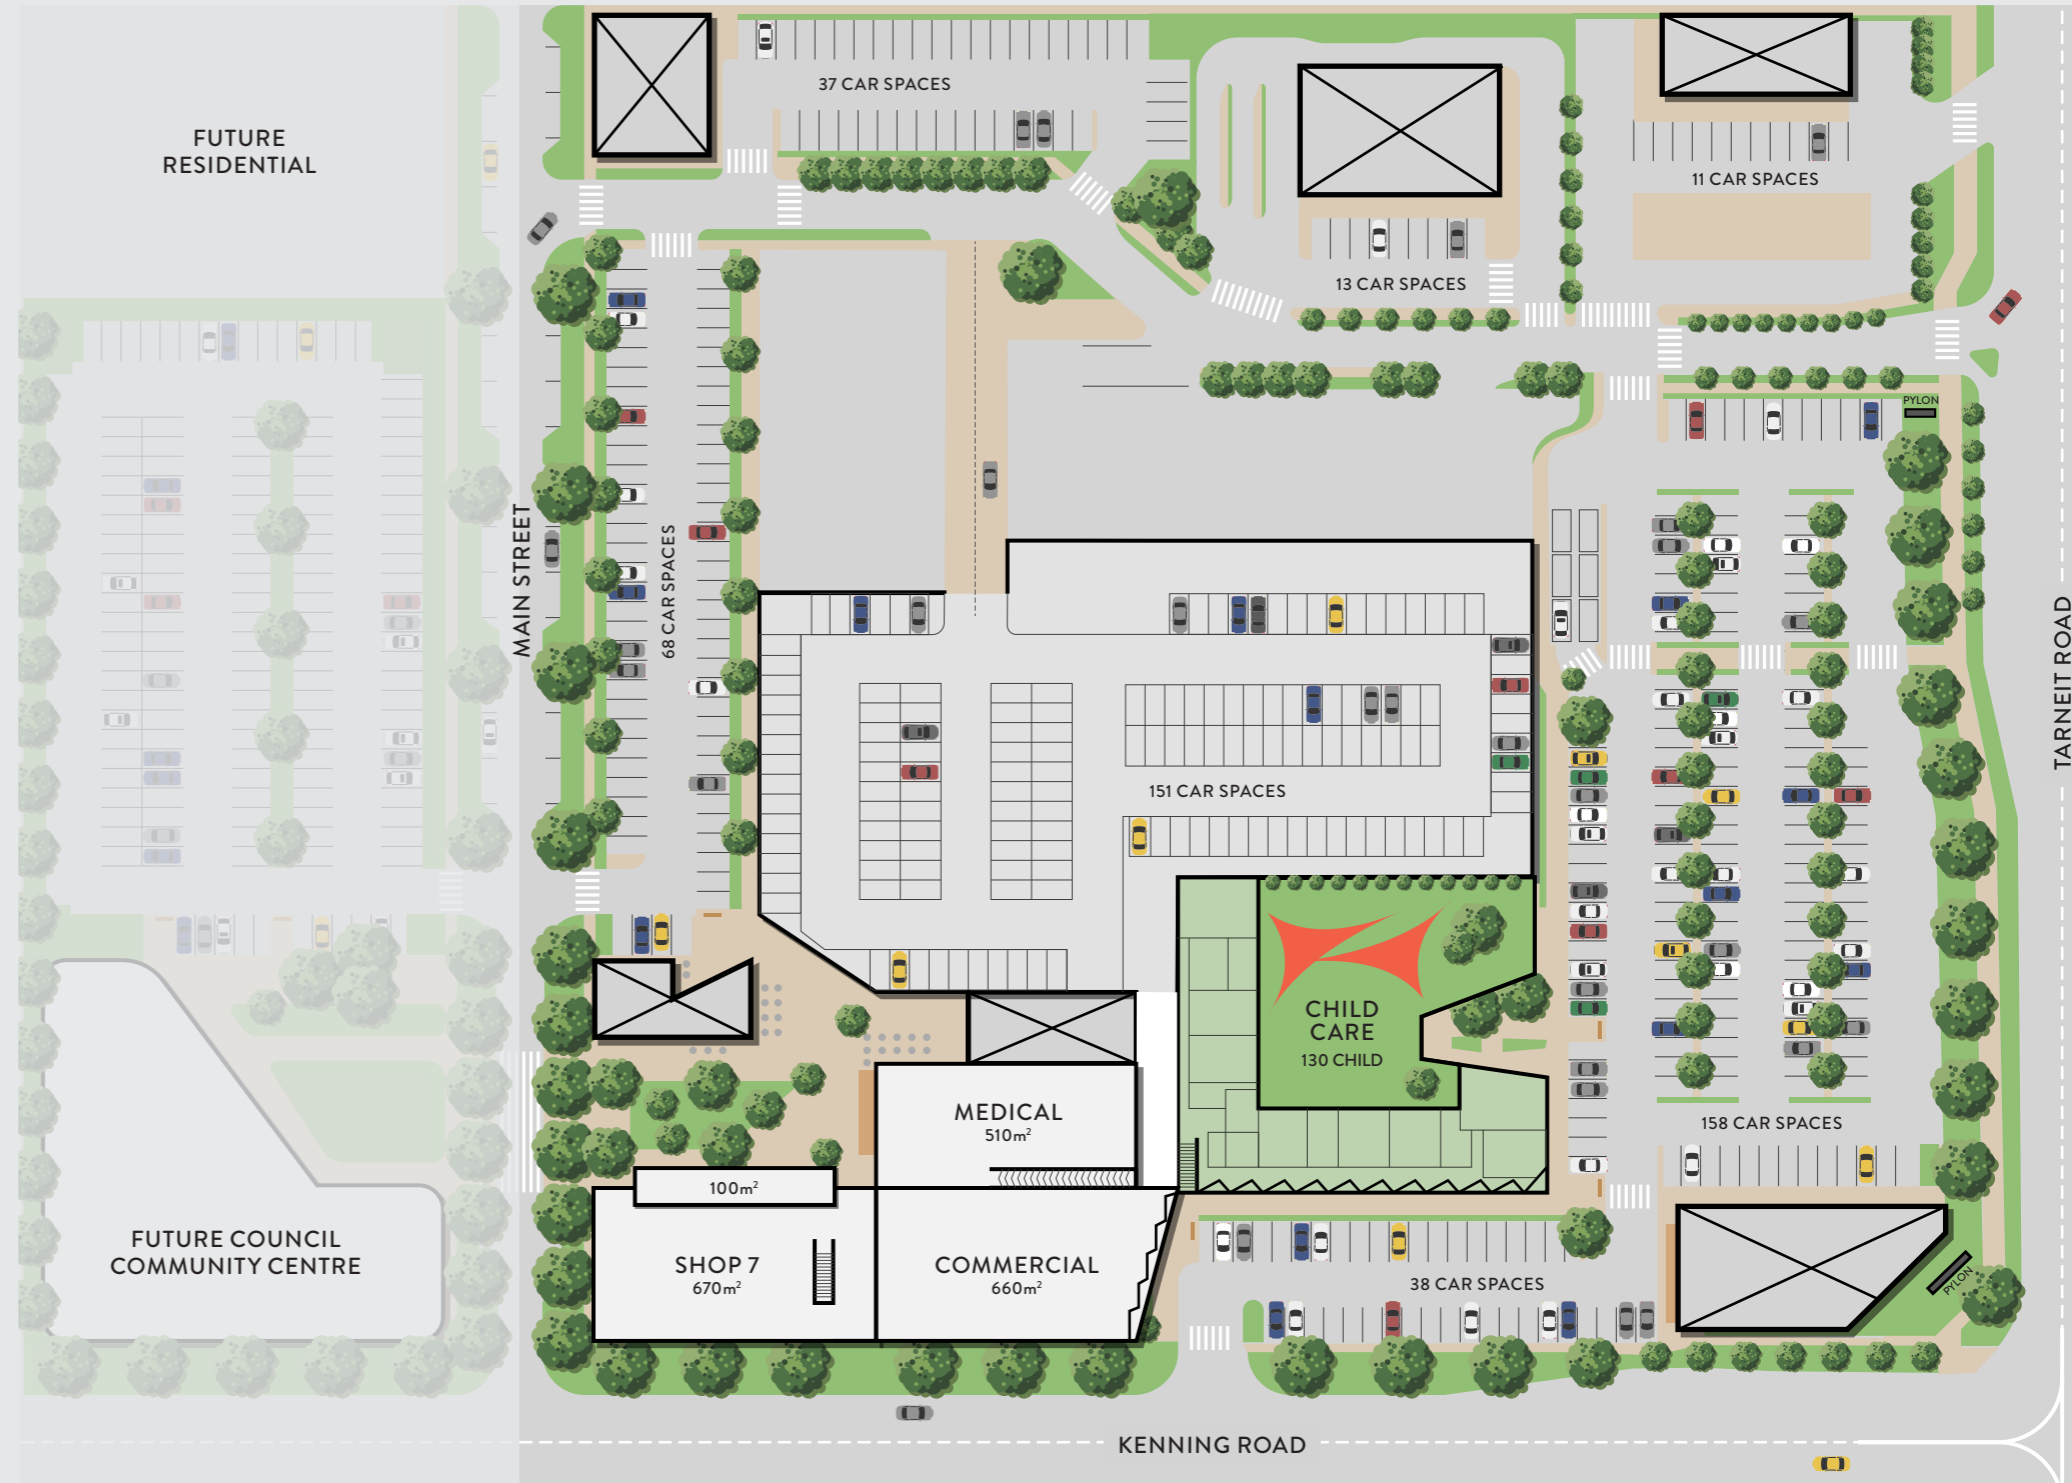 37 CAR SPACES
FUTURE
RESIDENTIAL
11 CAR SPACES
13 CAR SPACES
PYLON
MAIN STREET
68 CAR SPACES
TARNEIT ROAD
151 CAR SPACES
CHILD
CARE
130 CHILD
MEDICAL
510m²
158 CAR SPACES
100m²
FUTURE COUNCIL
COMMUNITY CENTRE
SHOP 7
670m²
COMMERCIAL
660m²
38 CAR SPACES
PYLON
KENNING ROAD